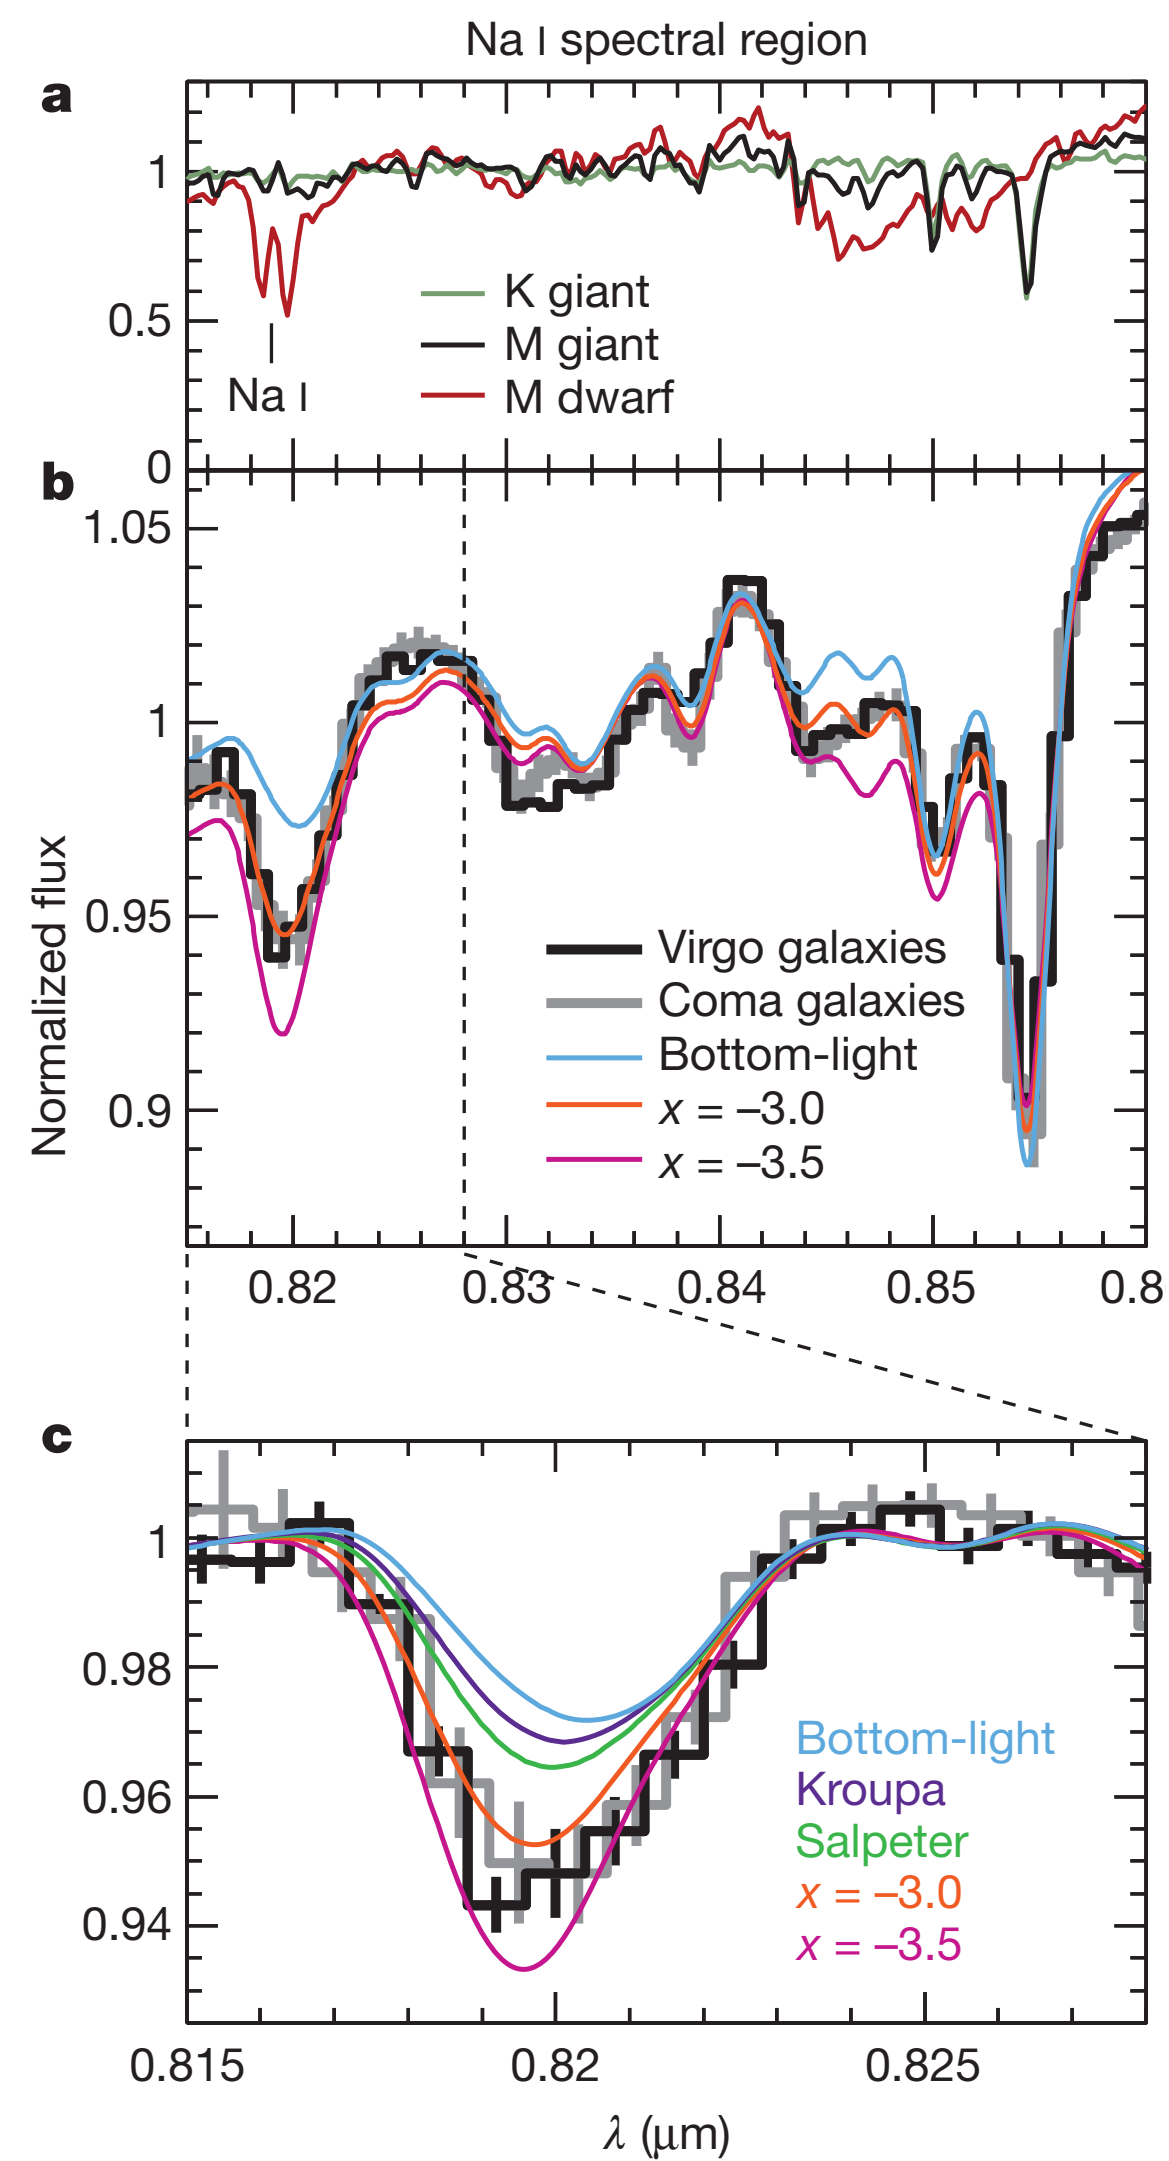 Na I spectral region
a
1
0.5
0
Na I
K giant
M giant
M dwarf
b
1.05
1
0.95
0.9
Normalized flux
Virgo galaxies
Coma galaxies
Bottom-light
x = –3.0
x = –3.5
0.82 0.83 0.84 0.85 0.8
c
1
0.98
0.96
0.94
Bottom-light
Kroupa
Salpeter
x = –3.0
x = –3.5
0.815 0.82 0.825
λ (μm)